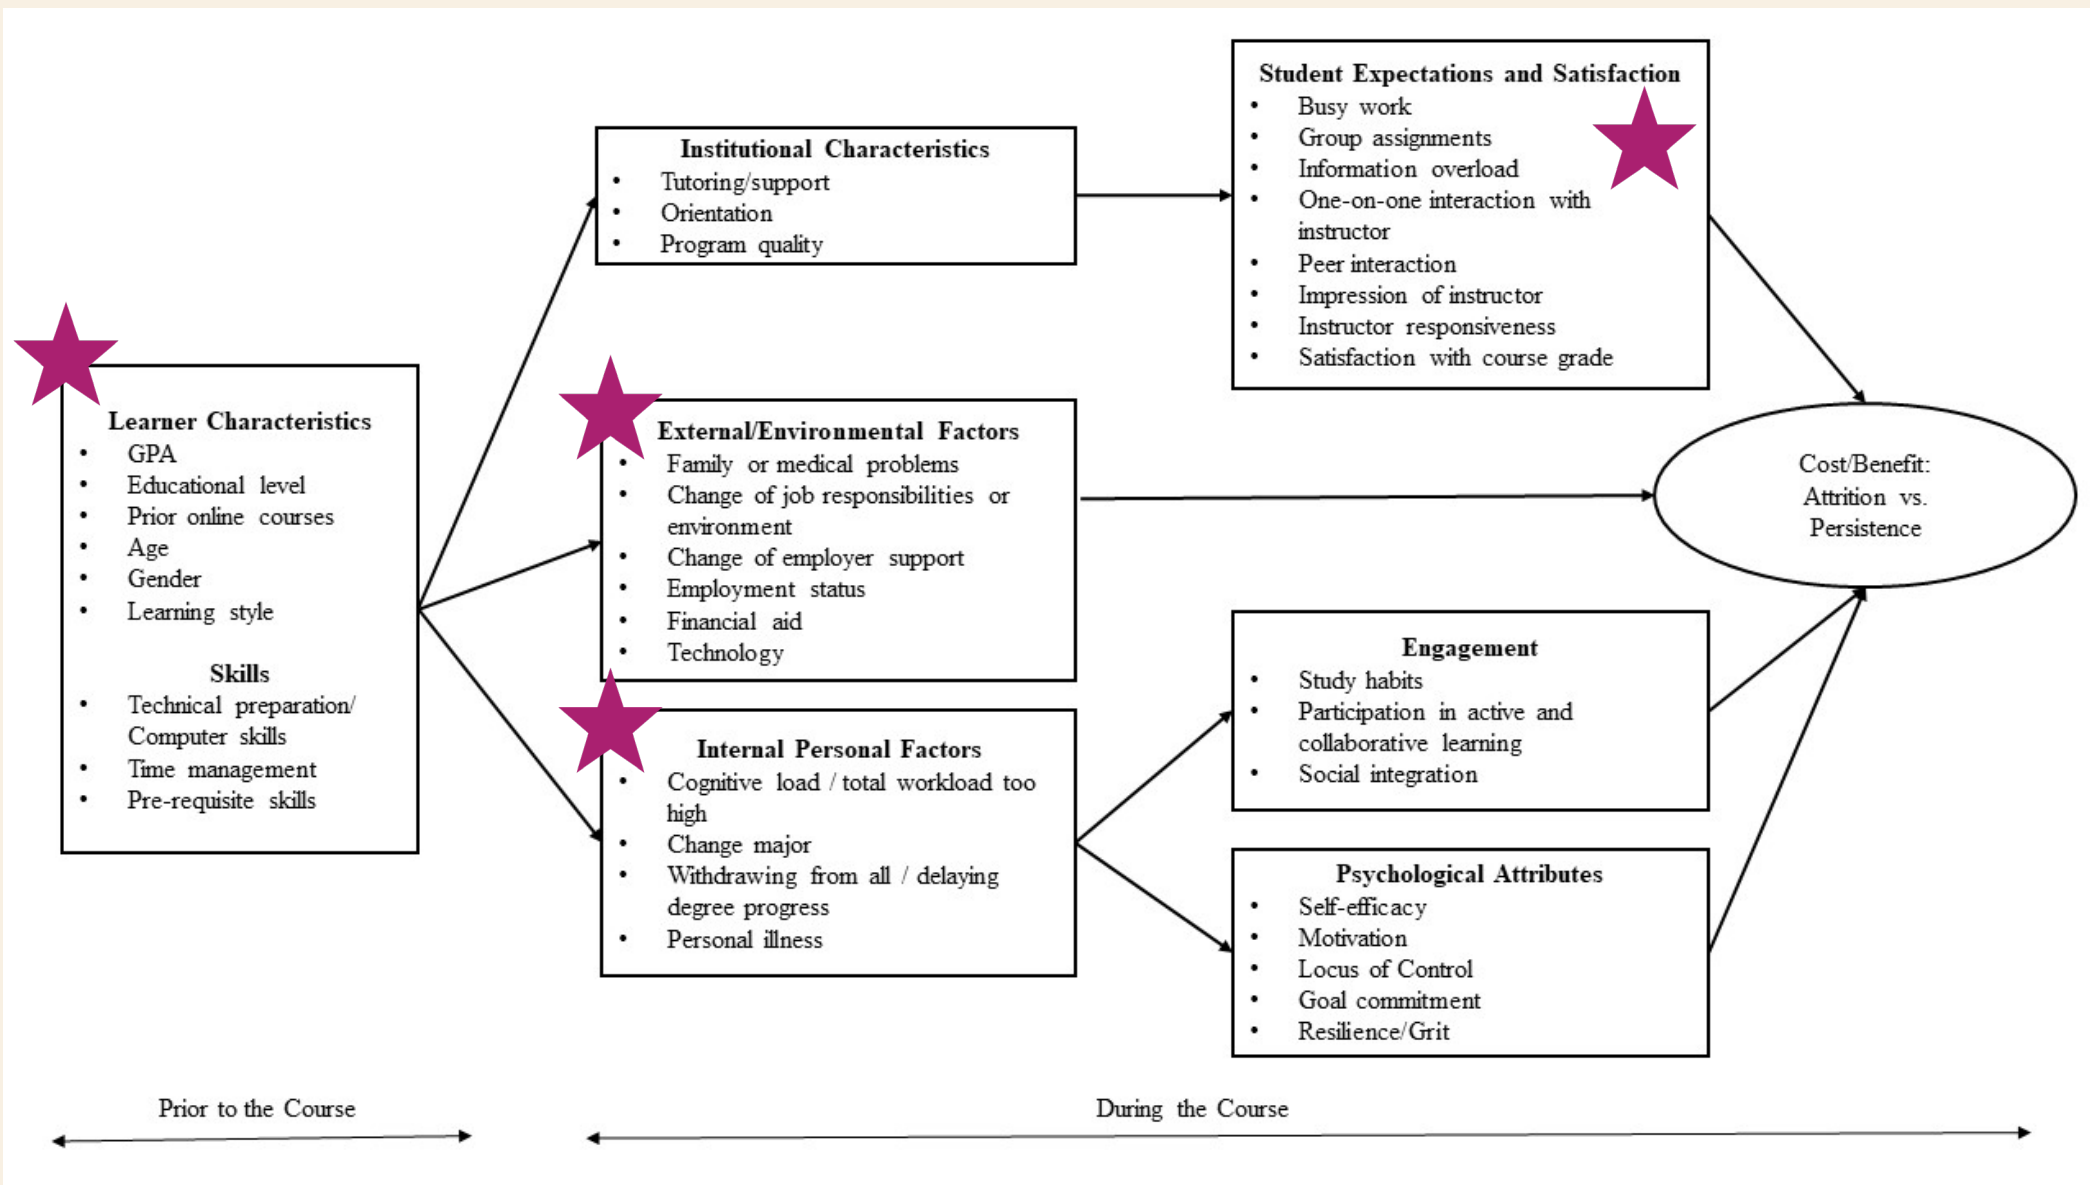 Learner Characteristics
• GPA
• Educational level
• Prior online courses
• Age
• Gender
• Learning style
Skills
• Technical preparation/
Computer skills
• Time management
• Pre-requisite skills
Institutional Characteristics
• Tutoring/support
• Orientation
• Program quality
External/Environmental Factors
• Family or medical problems
• Change of job responsibilities or
environment
• Change of employer support
• Employment status
• Financial aid
• Technology
Internal Personal Factors
• Cognitive load / total workload too
high
• Change major
• Withdrawing from all / delaying
degree progress
• Personal illness
Student Expectations and Satisfaction
• Busy work
• Group assignments
• Information overload
• One-on-one interaction with
instructor
• Peer interaction
• Impression of instructor
• Instructor responsiveness
• Satisfaction with course grade
Engagement
• Study habits
• Participation in active and
collaborative learning
• Social integration
Psychological Attributes
• Self-efficacy
• Motivation
• Locus of Control
• Goal commitment
• Resilience/Grit
Cost/Benefit:
Attrition vs.
Persistence
Prior to the Course
During the Course